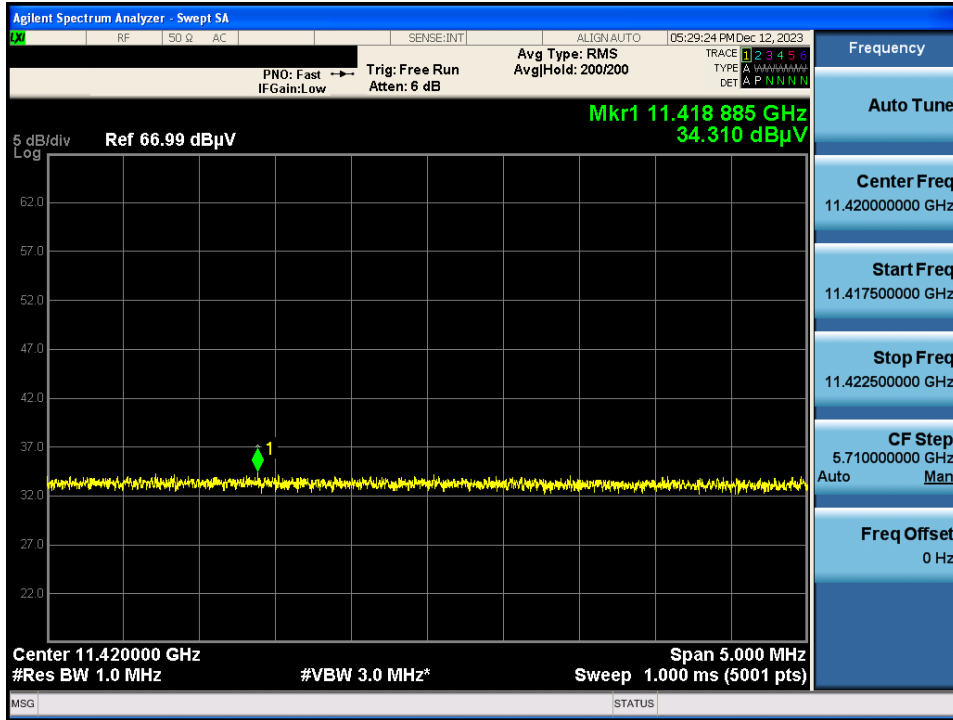 Agilent Spectrum Analyzer - Swept SA
LXI RF 50 Ω AC SENSE:INT ALIGNAUTO 05:29:24 PM Dec 12, 2023
PNO: Fast
IFGain:Low
Trig: Free Run
Atten: 6 dB
Avg Type: RMS
Avg|Hold: 200/200
TRACE 1 2 3 4 5 6
TYPE A WWWWW
DET A P N N N N
Mkr1 11.418 885 GHz
34.310 dBµV
5 dB/div Ref 66.99 dBµV
Log
62.0
57.0
52.0
47.0
42.0
37.0
32.0
27.0
22.0
1
Center 11.420000 GHz Span 5.000 MHz
#Res BW 1.0 MHz #VBW 3.0 MHz* Sweep 1.000 ms (5001 pts)
MSG STATUS
Frequency
Auto Tune
Center Freq
11.420000000 GHz
Start Freq
11.417500000 GHz
Stop Freq
11.422500000 GHz
CF Step
5.710000000 GHz
Auto Man
Freq Offset
0 Hz